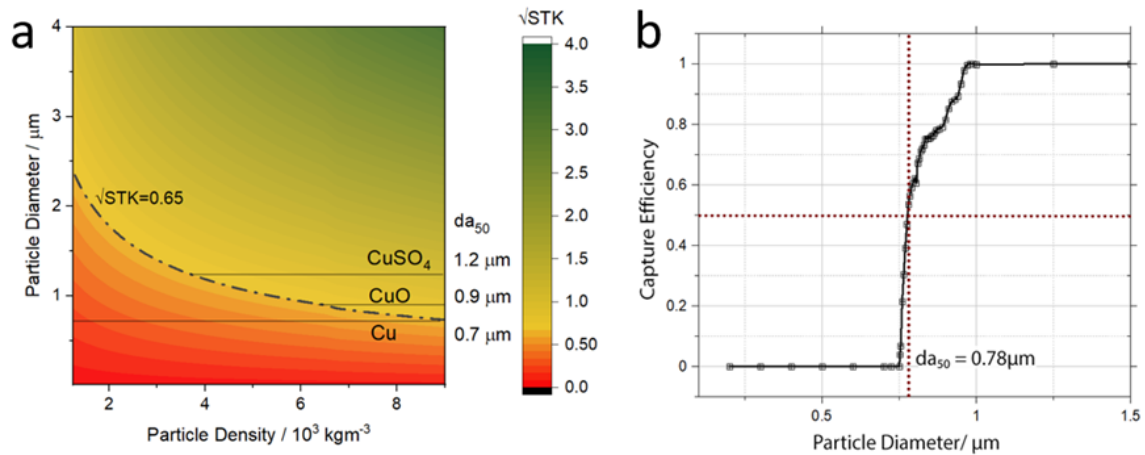 a
√STK
4
3
2
1
Particle Diameter / µm
√STK=0.65
CuSO₄
CuO
Cu
da₅₀
1.2 µm
0.9 µm
0.7 µm
2
4
6
8
Particle Density / 10³ kgm⁻³
4.0
3.5
3.0
2.5
2.0
1.5
1.0
0.50
0.0
b
1
0.8
0.6
0.4
0.2
0
Capture Efficiency
da₅₀ = 0.78µm
0.5
1
1.5
Particle Diameter/ µm